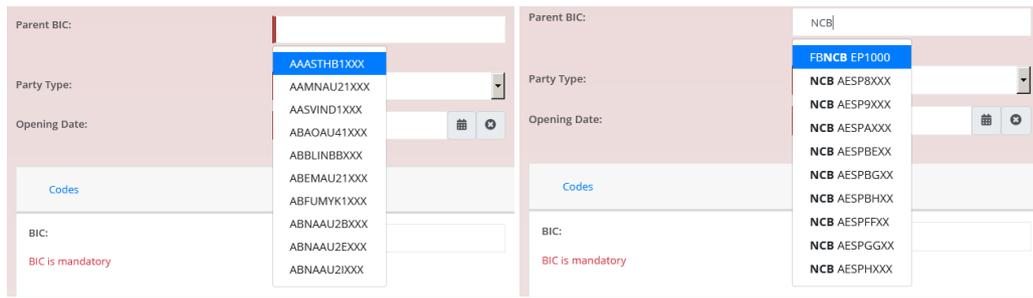 Parent BIC:
AAASTHB1XXX
AAMNAU21XXX
Party Type:
AASVIND1XXX
Opening Date:
ABAOAU41XXX
ABBLINBBXXX
ABEMAU21XXX
Codes
ABFUMYK1XXX
ABNAAU2BXXX
BIC:
ABNAAU2EXXX
BIC is mandatory
ABNAAU2IXXX
Parent BIC:
NCB
FBNCB EP1000
Party Type:
NCB AESP8XXX
NCB AESP9XXX
Opening Date:
NCB AESPAXXX
NCB AESPBEXX
NCB AESPBGXX
Codes
NCB AESPBHXX
NCB AESPFFXX
BIC:
NCB AESPGGXX
BIC is mandatory
NCB AESPHXXX